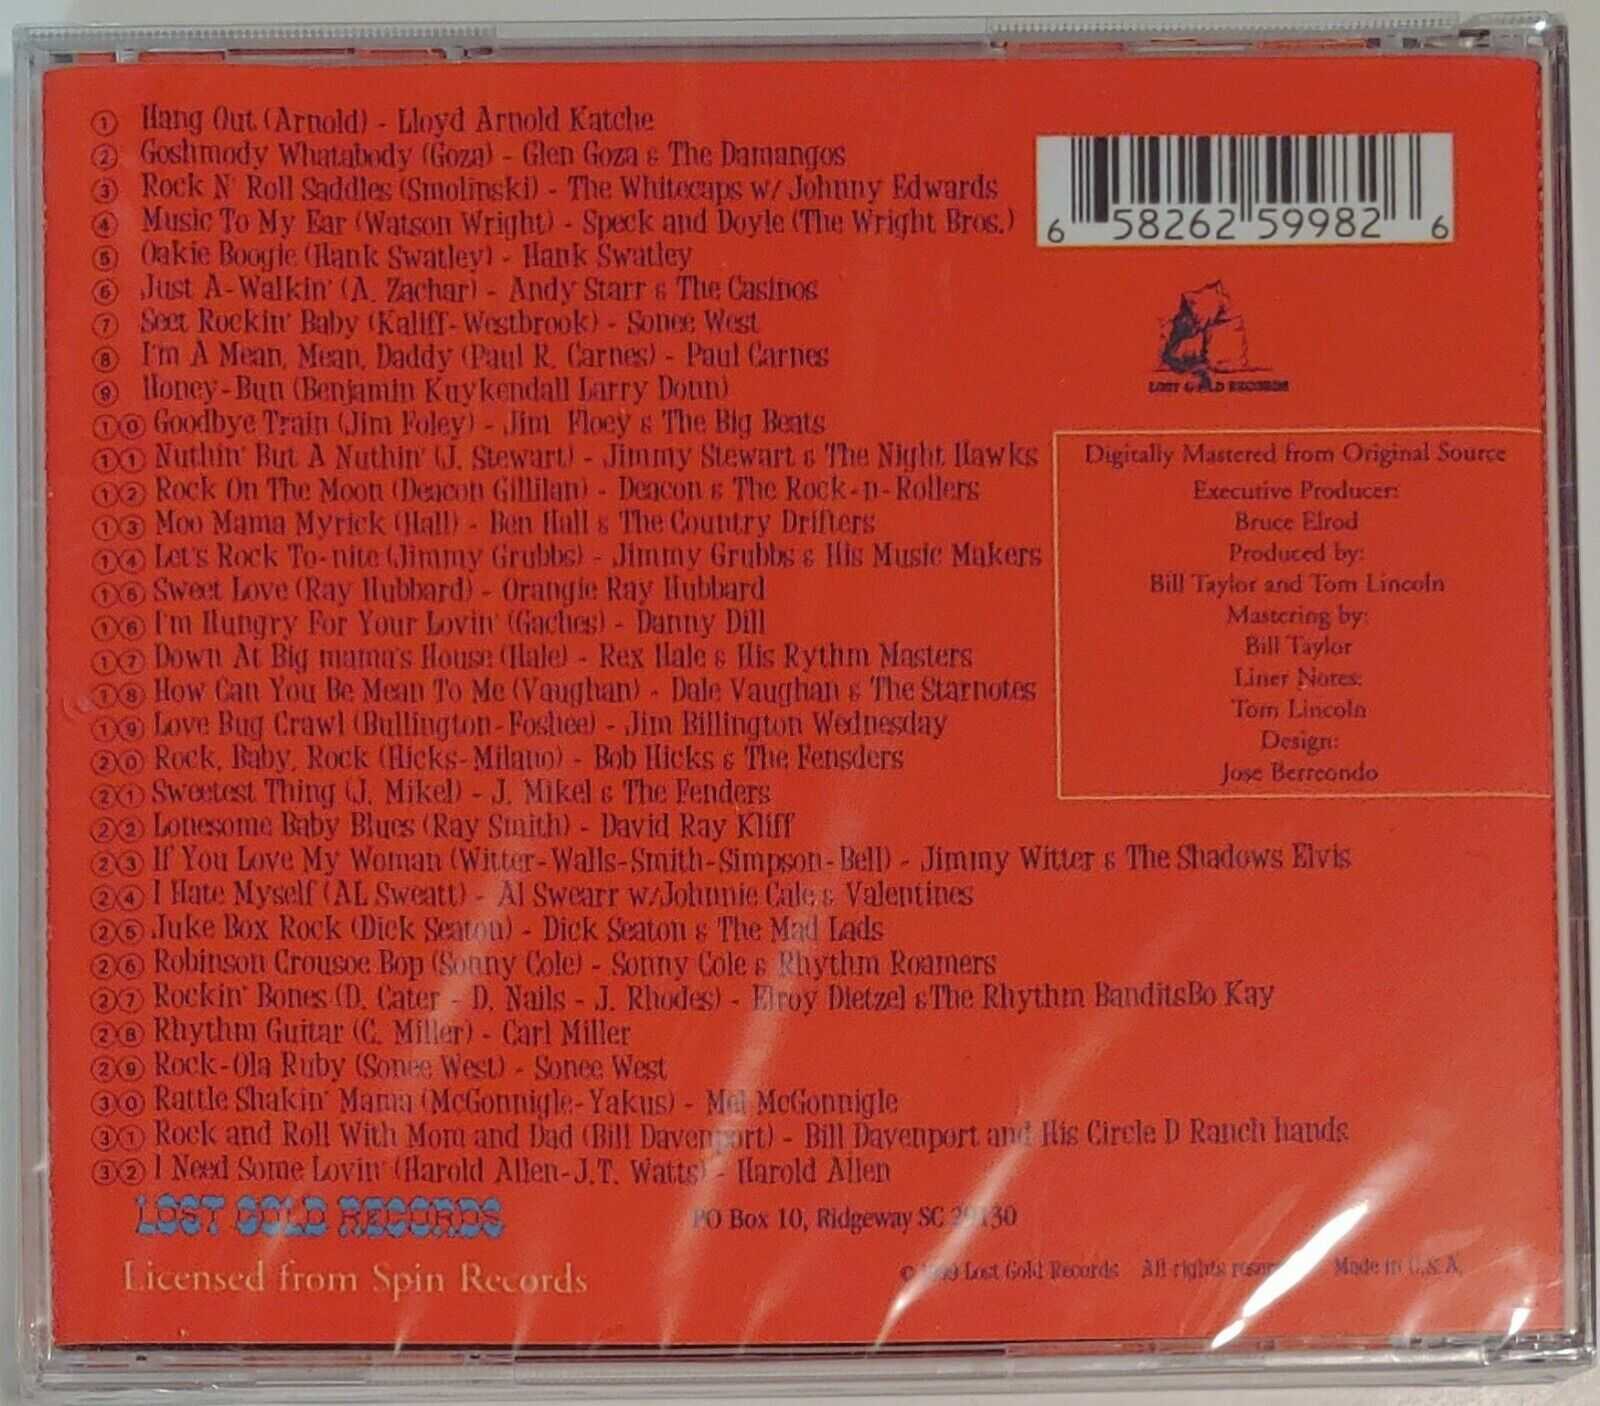 ① Hang Out (Arnold) - Lloyd Arnold Katche
② Goshmody Whatabody (Goza) - Glen Goza & The Damangos
③ Rock N' Roll Saddles (Smolinski) - The Whitecaps w/ Johnny Edwards
④ Music To My Ear (Watson Wright) - Speck and Doyle (The Wright Bros.)
⑤ Oakie Boogie (Hank Swatley) - Hank Swatley
⑥ Just A-Walkin' (A. Zachar) - Andy Starr & The Casinos
⑦ Seet Rockin' Baby (Kaliff-Westbrook) - Sonee West
⑧ I'm A Mean, Mean, Daddy (Paul R. Carnes) - Paul Carnes
⑨ Honey-Bun (Benjamin Kuykendall Larry Donn)
①⓪ Goodbye Train (Jim Foley) - Jim Floey & The Big Beats
①① Nuthin' But A Nuthin' (J. Stewart) - Jimmy Stewart & The Night Hawks
①② Rock On The Moon (Deacon Gillilan) - Deacon & The Rock-n-Rollers
①③ Moo Mama Myrick (Hall) - Ben Hall & The Country Drifters
①④ Let's Rock To-nite (Jimmy Grubbs) - Jimmy Grubbs & His Music Makers
①⑤ Sweet Love (Ray Hubbard) - Orangie Ray Hubbard
①⑥ I'm Hungry For Your Lovin' (Gaches) - Danny Dill
①⑦ Down At Big mama's House (Hale) - Rex Hale & His Rythm Masters
①⑧ How Can You Be Mean To Me (Vaughan) - Dale Vaughan & The Starnotes
①⑨ Love Bug Crawl (Bullington-Foshee) - Jim Billington Wednesday
②⓪ Rock, Baby, Rock (Hicks-Milano) - Bob Hicks & The Fensders
②① Sweetest Thing (J. Mikel) - J. Mikel & The Fenders
②② Lonesome Baby Blues (Ray Smith) - David Ray Kliff
②③ If You Love My Woman (Witter-Walls-Smith-Simpson-Bell) - Jimmy Witter & The Shadows Elvis
②④ I Hate Myself (AL Sweatt) - Al Swearr w/Johnnie Cale & Valentines
②⑤ Juke Box Rock (Dick Seaton) - Dick Seaton & The Mad Lads
②⑥ Robinson Crousoe Bop (Sonny Cole) - Sonny Cole & Rhythm Roamers
②⑦ Rockin' Bones (D. Cater - D. Nails - J. Rhodes) - Elroy Dietzel &The Rhythm BanditsBo Kay
②⑧ Rhythm Guitar (C. Miller) - Carl Miller
②⑨ Rock-Ola Ruby (Sonee West) - Sonee West
③⓪ Rattle Shakin' Mama (McGonnigle-Yakus) - Mel McGonnigle
③① Rock and Roll With Mom and Dad (Bill Davenport) - Bill Davenport and His Circle D Ranch hands
③② I Need Some Lovin' (Harold Allen-J.T. Watts) - Harold Allen
6 58262 59982 6
LOST GOLD RECORDS
Digitally Mastered from Original Source
Executive Producer:
Bruce Elrod
Produced by:
Bill Taylor and Tom Lincoln
Mastering by:
Bill Taylor
Liner Notes:
Tom Lincoln
Design:
Jose Berreondo
LOST GOLD RECORDS
PO Box 10, Ridgeway SC 29130
Licensed from Spin Records
© Lost Gold Records All rights Made in U.S.A.